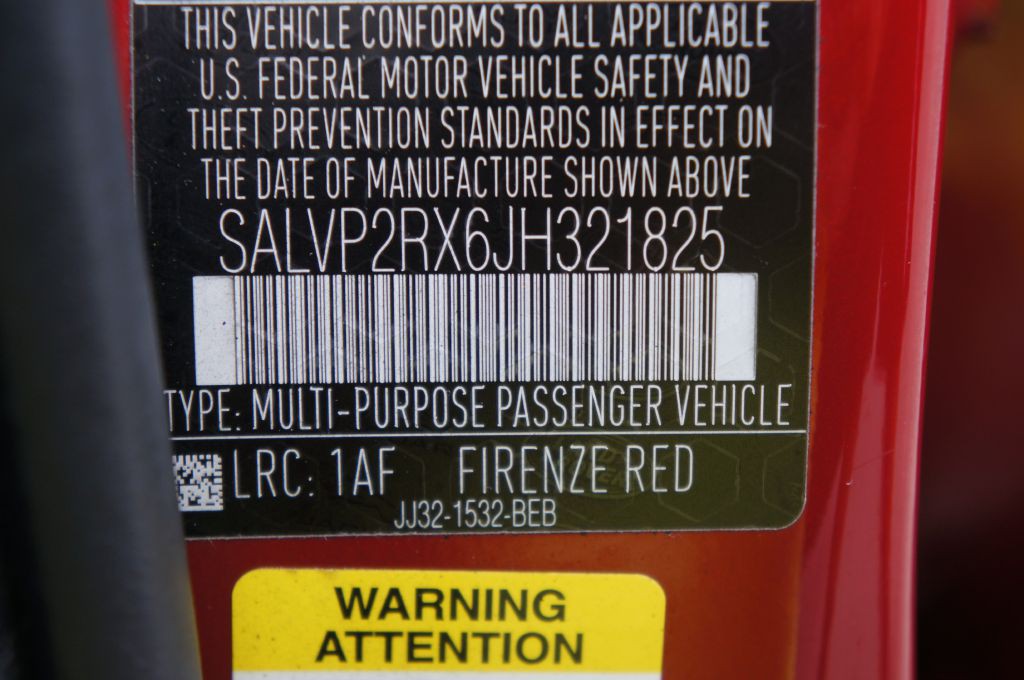 THIS VEHICLE CONFORMS TO ALL APPLICABLE
U.S. FEDERAL MOTOR VEHICLE SAFETY AND
THEFT PREVENTION STANDARDS IN EFFECT ON
THE DATE OF MANUFACTURE SHOWN ABOVE
SALVP2RX6JH321825
TYPE: MULTI-PURPOSE PASSENGER VEHICLE
LRC: 1AF FIRENZE RED
JJ32-1532-BEB
WARNING
ATTENTION